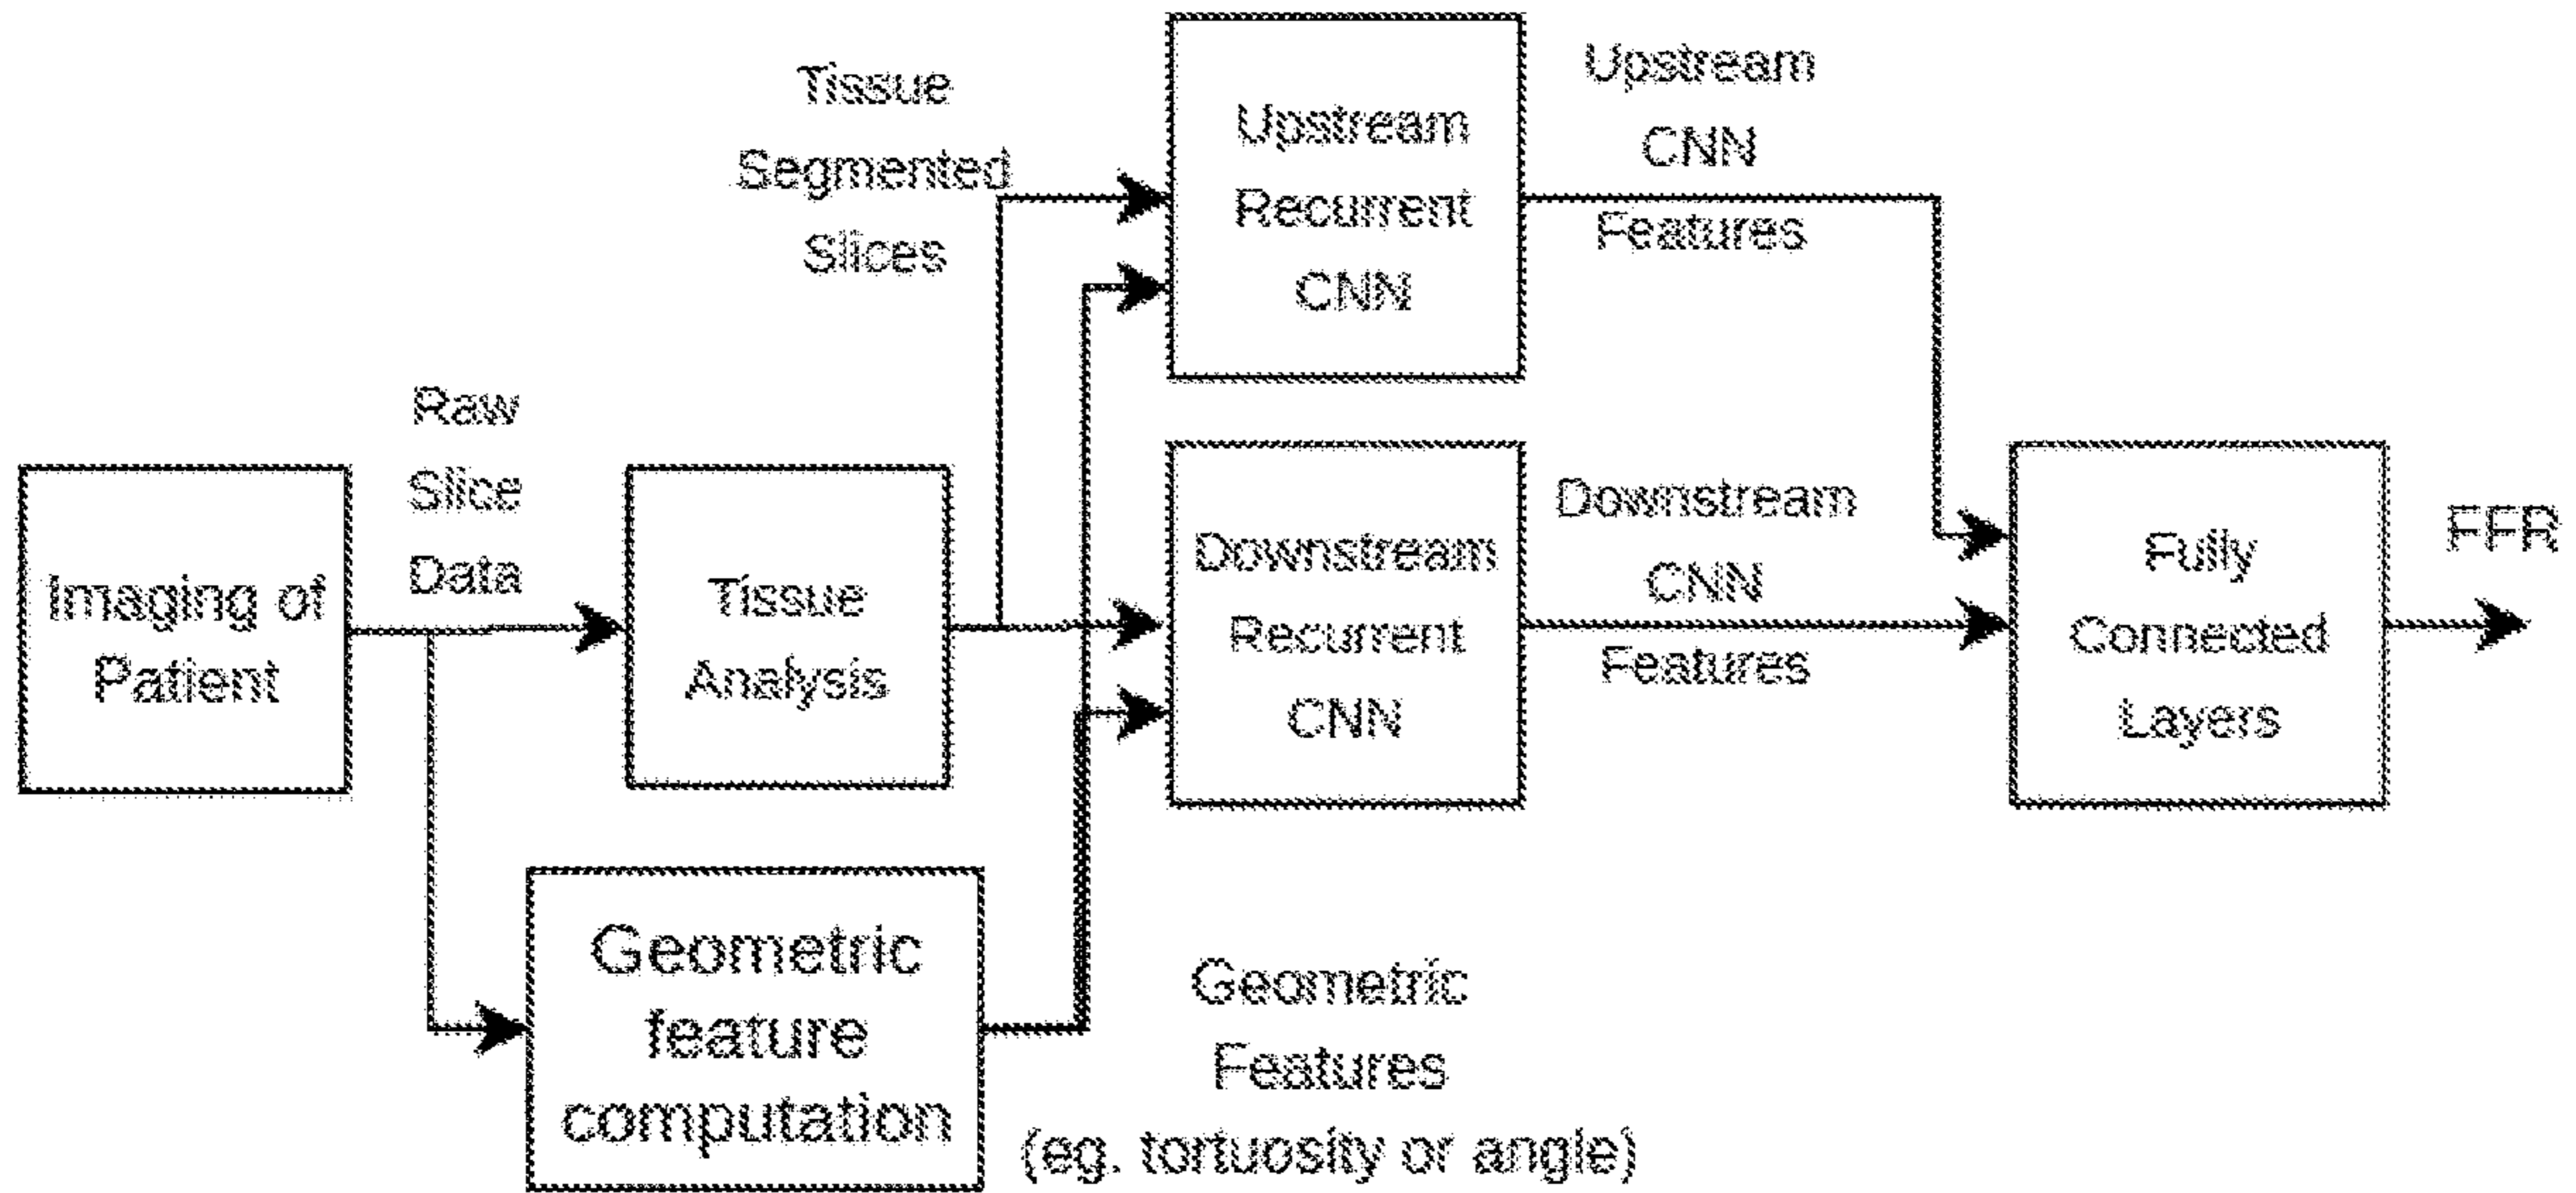 Tissue
Segmented
Slices
Upstream
Recurrent
CNN
Upstream
CNN
Features
Raw
Slice
Data
Imaging of
Patient
Tissue
Analysis
Downstream
Recurrent
CNN
Downstream
CNN
Features
Fully
Connected
Layers
FFR
Geometric
feature
computation
Geometric
Features
(eg. tortuosity or angle)